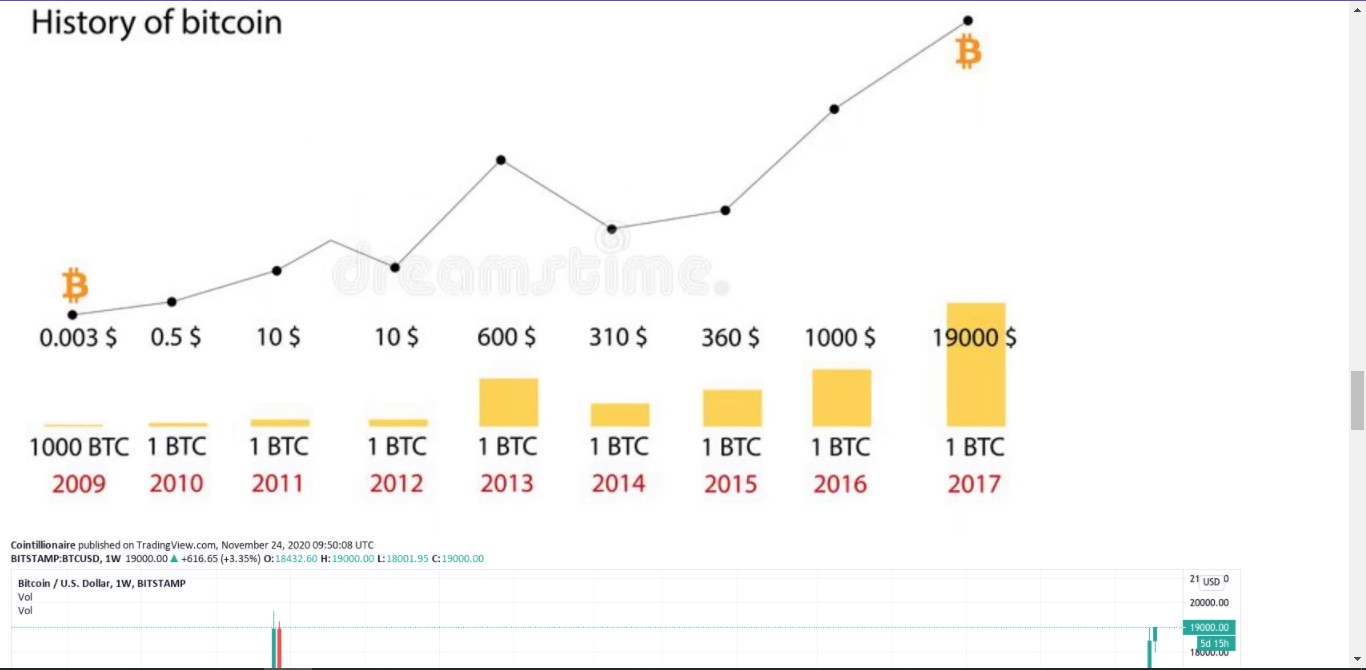 History of bitcoin
dreamstime.
0.003 $ 0.5 $ 10 $ 10 $ 600 $ 310 $ 360 $ 1000 $ 19000 $
1000 BTC 1 BTC 1 BTC 1 BTC 1 BTC 1 BTC 1 BTC 1 BTC 1 BTC
2009 2010 2011 2012 2013 2014 2015 2016 2017
Cointillionaire published on TradingView.com, November 24, 2020 09:50:08 UTC
BITSTAMP:BTCUSD, 1W 19000.00 ▲ +616.65 (+3.35%) O:18432.60 H:19000.00 L:18001.95 C:19000.00
Bitcoin / U.S. Dollar, 1W, BITSTAMP
Vol
Vol
USD
20000.00
19000.00
5d 15h
18000.00